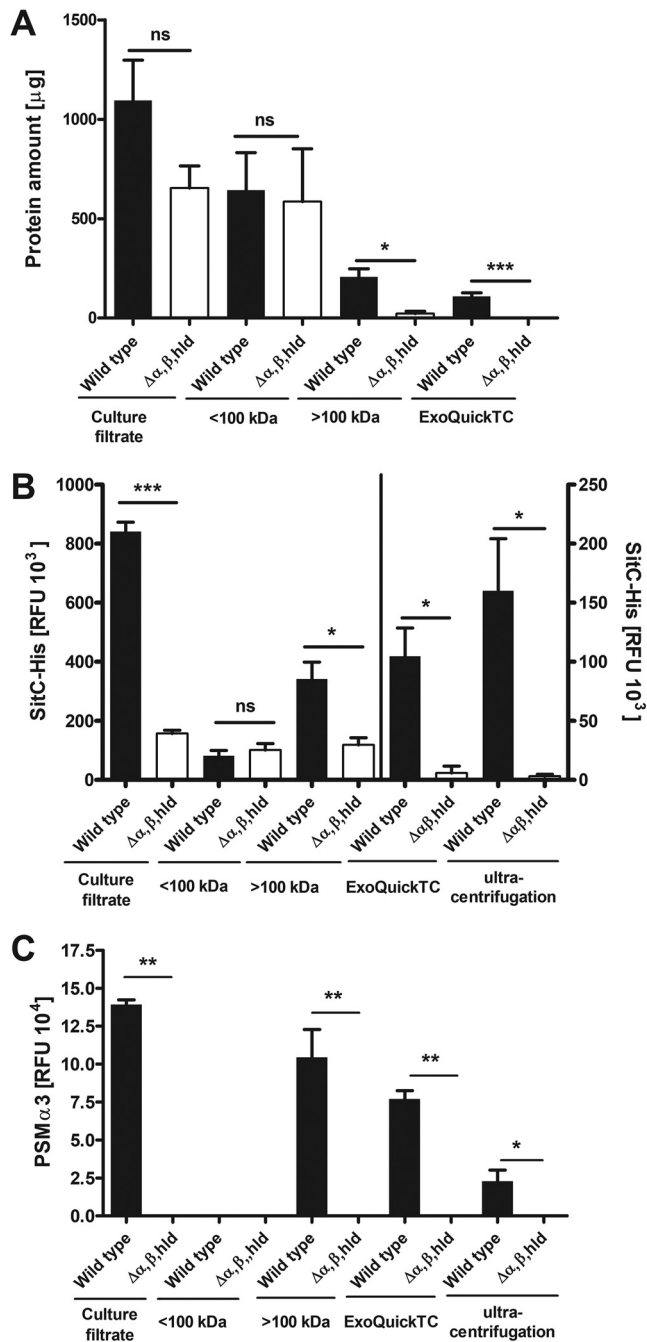 A
Protein amount [µg]
1500
1000
500
0
ns
ns
*
***
Wild type
Δα,β,hld
Wild type
Δα,β,hld
Wild type
Δα,β,hld
Wild type
Δα,β,hld
Culture
filtrate
<100 kDa
>100 kDa
ExoQuickTC
B
SitC-His [RFU 10³]
1000
800
600
400
200
0
***
ns
*
*
*
250
200
150
100
50
0
SitC-His [RFU 10³]
Wild type
Δα,β,hld
Wild type
Δα,β,hld
Wild type
Δα,β,hld
Wild type
Δαβ,hld
Wild type
Δαβ,hld
Culture
filtrate
<100 kDa
>100 kDa
ExoQuickTC
ultra-
centrifugation
C
PSMα3 [RFU 10⁴]
17.5
15.0
12.5
10.0
7.5
5.0
2.5
0.0
**
**
**
*
Wild type
Δα,β,hld
Wild type
Δα,β,,hld
Wild type
Δα,β,hld
Wild type
Δα,β,hld
Wild type
Δα,β,hld
Culture
filtrate
<100 kDa
>100 kDa
ExoQuickTC
ultra-
centrifugation